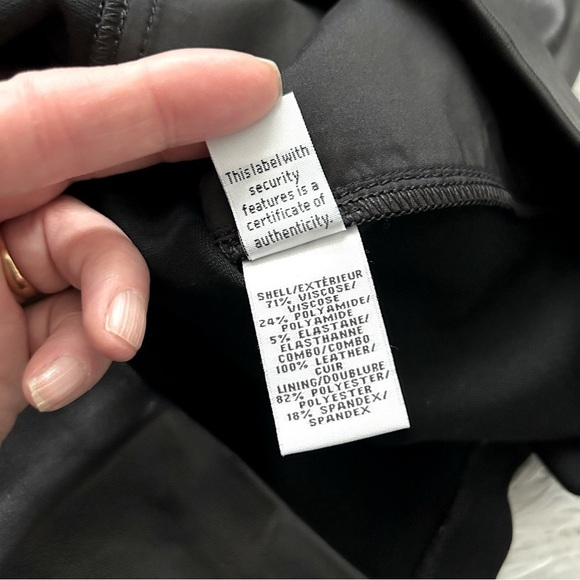 This label with
security
features is a
certificate of
authenticity.
SHELL/EXTÉRIEUR
71% VISCOSE/
VISCOSE
24% POLYAMIDE/
POLYAMIDE
5% ELASTANE/
ELASTHANNE
COMBO/COMBO
100% LEATHER/
CUIR
LINING/DOUBLURE
82% POLYESTER/
POLYESTER
18% SPANDEX/
SPANDEX